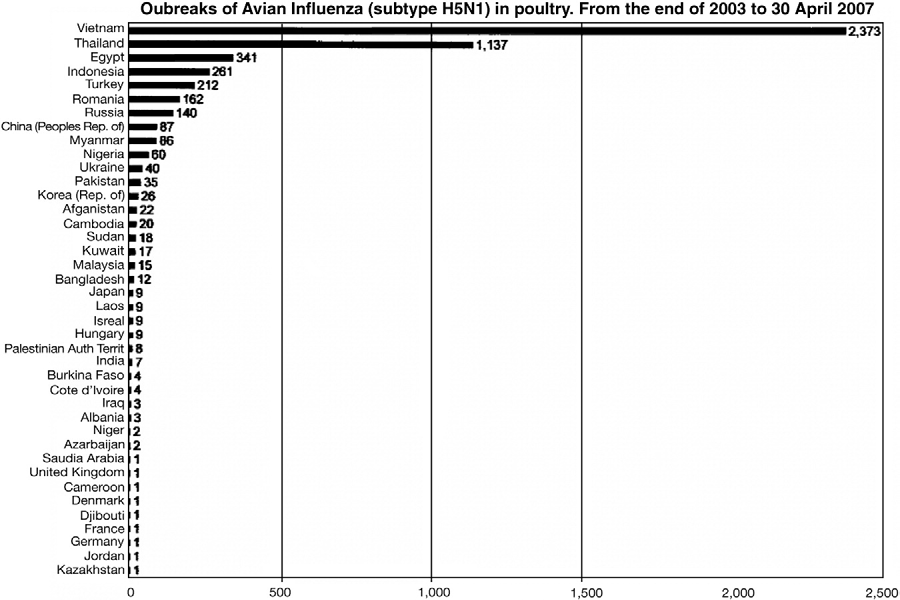 Oubreaks of Avian Influenza (subtype H5N1) in poultry. From the end of 2003 to 30 April 2007
Vietnam 2,373
Thailand 1,137
Egypt 341
Indonesia 261
Turkey 212
Romania 162
Russia 140
China (Peoples Rep. of) 87
Myanmar 86
Nigeria 60
Ukraine 40
Pakistan 35
Korea (Rep. of) 26
Afganistan 22
Cambodia 20
Sudan 18
Kuwait 17
Malaysia 15
Bangladesh 12
Japan 9
Laos 9
Isreal 9
Hungary 9
Palestinian Auth Territ 8
India 7
Burkina Faso 4
Cote d'Ivoire 4
Iraq 3
Albania 3
Niger 2
Azarbaijan 2
Saudia Arabia 1
United Kingdom 1
Cameroon 1
Denmark 1
Djibouti 1
France 1
Germany 1
Jordan 1
Kazakhstan 1
0 500 1,000 1,500 2,000 2,500